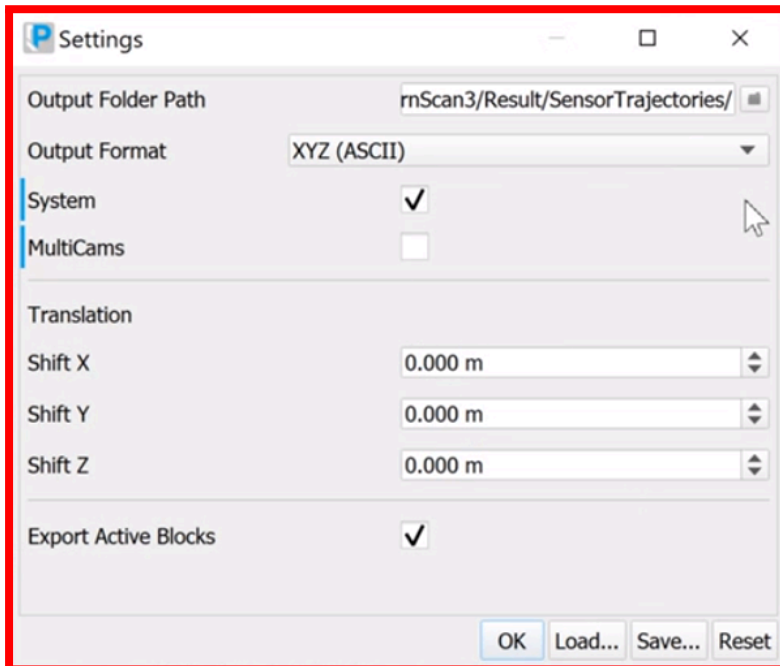 Settings
Output Folder Path rnScan3/Result/SensorTrajectories/
Output Format XYZ (ASCII)
System
MultiCams
Translation
Shift X 0.000 m
Shift Y 0.000 m
Shift Z 0.000 m
Export Active Blocks
OK Load... Save... Reset